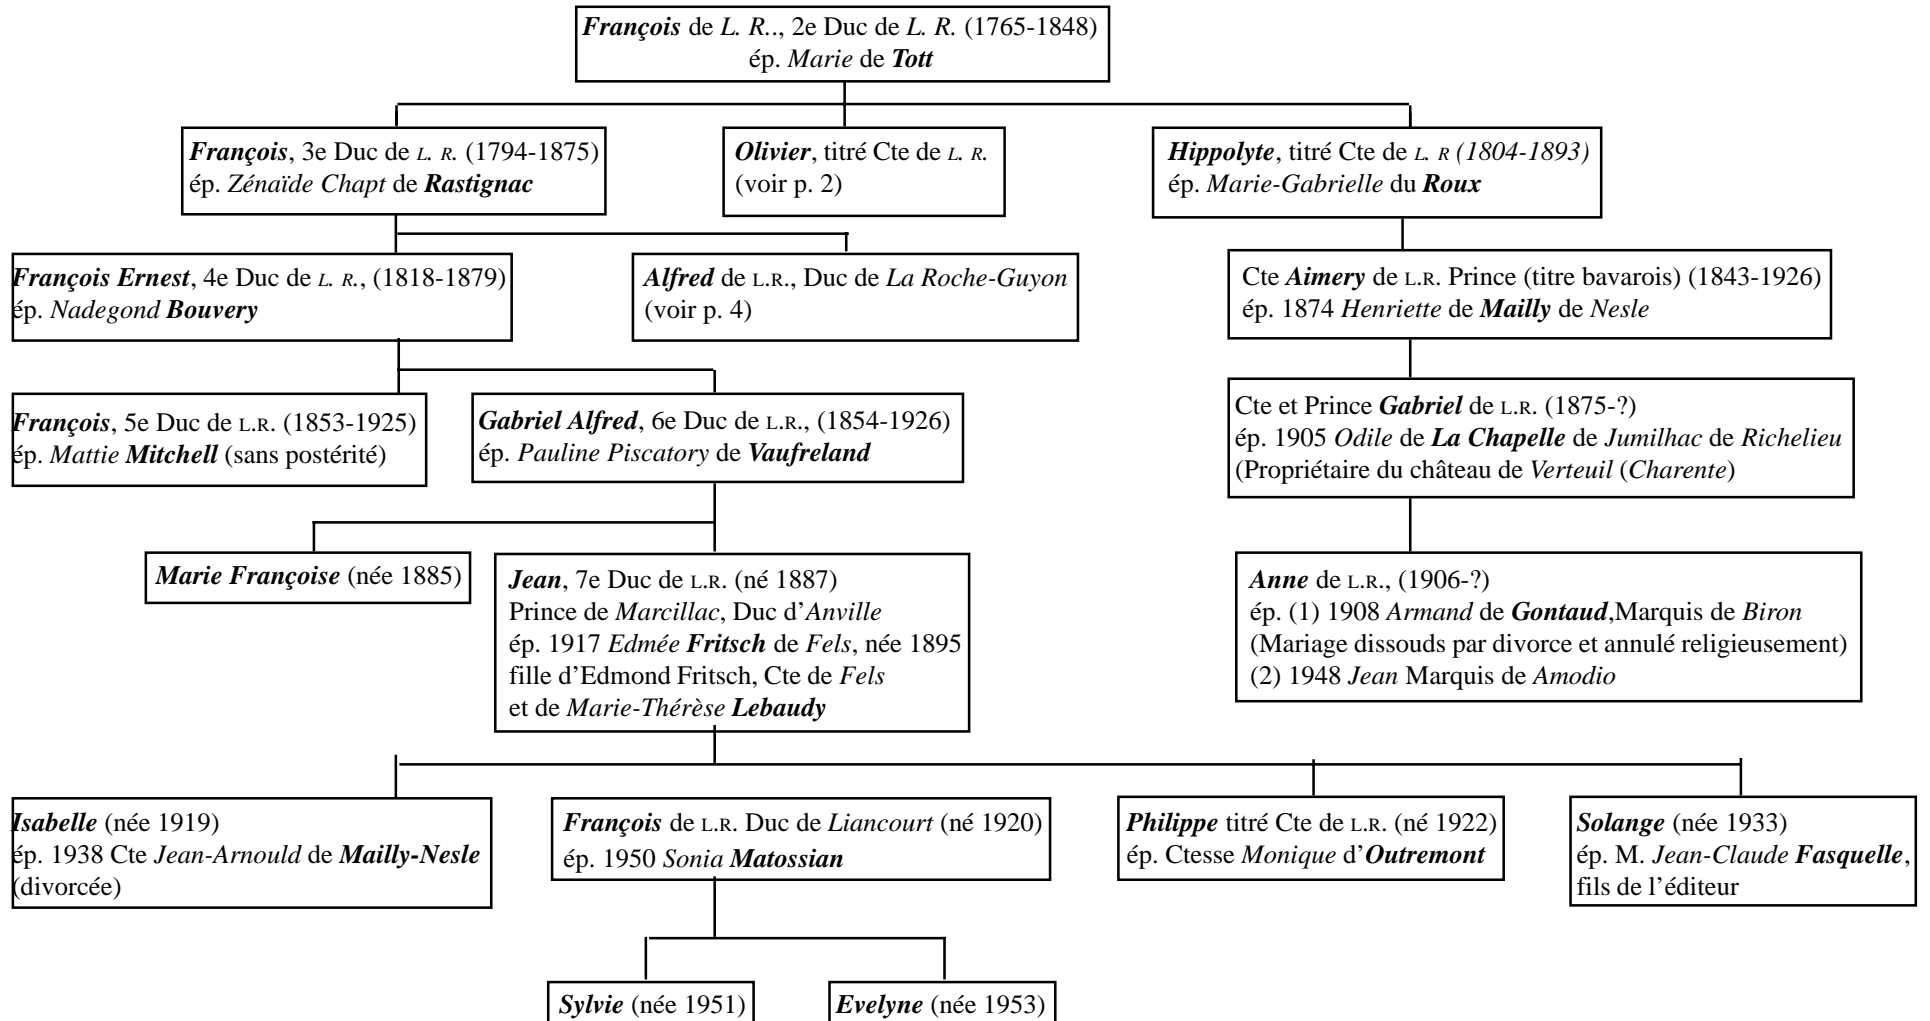 François de L. R.., 2e Duc de L. R. (1765-1848)
ép. Marie de Tott
François, 3e Duc de L. R. (1794-1875)
ép. Zénaïde Chapt de Rastignac
Olivier, titré Cte de L. R.
(voir p. 2)
Hippolyte, titré Cte de L. R (1804-1893)
ép. Marie-Gabrielle du Roux
François Ernest, 4e Duc de L. R., (1818-1879)
ép. Nadegond Bouvery
Alfred de L.R., Duc de La Roche-Guyon
(voir p. 4)
Cte Aimery de L.R. Prince (titre bavarois) (1843-1926)
ép. 1874 Henriette de Mailly de Nesle
François, 5e Duc de L.R. (1853-1925)
ép. Mattie Mitchell (sans postérité)
Gabriel Alfred, 6e Duc de L.R., (1854-1926)
ép. Pauline Piscatory de Vaufreland
Cte et Prince Gabriel de L.R. (1875-?)
ép. 1905 Odile de La Chapelle de Jumilhac de Richelieu
(Propriétaire du château de Verteuil (Charente)
Marie Françoise (née 1885)
Jean, 7e Duc de L.R. (né 1887)
Prince de Marcillac, Duc d'Anville
ép. 1917 Edmée Fritsch de Fels, née 1895
fille d'Edmond Fritsch, Cte de Fels
et de Marie-Thérèse Lebaudy
Anne de L.R., (1906-?)
ép. (1) 1908 Armand de Gontaud,Marquis de Biron
(Mariage dissouds par divorce et annulé religieusement)
(2) 1948 Jean Marquis de Amodio
Isabelle (née 1919)
ép. 1938 Cte Jean-Arnould de Mailly-Nesle
(divorcée)
François de L.R. Duc de Liancourt (né 1920)
ép. 1950 Sonia Matossian
Philippe titré Cte de L.R. (né 1922)
ép. Ctesse Monique d'Outremont
Solange (née 1933)
ép. M. Jean-Claude Fasquelle,
fils de l'éditeur
Sylvie (née 1951)
Evelyne (née 1953)